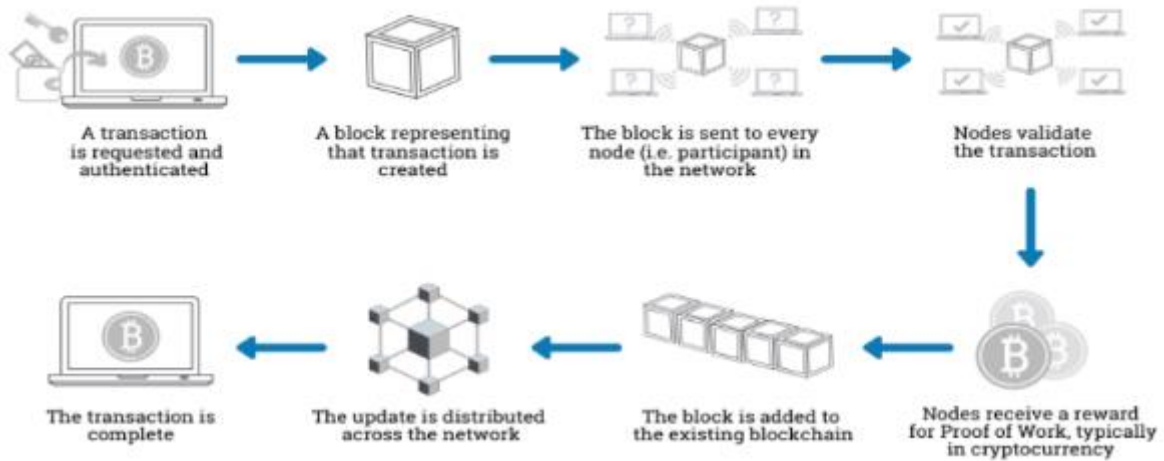 A transaction
is requested and
authenticated
A block representing
that transaction is
created
The block is sent to every
node (i.e. participant) in
the network
Nodes validate
the transaction
Nodes receive a reward
for Proof of Work, typically
in cryptocurrency
The block is added to
the existing blockchain
The update is distributed
across the network
The transaction is
complete